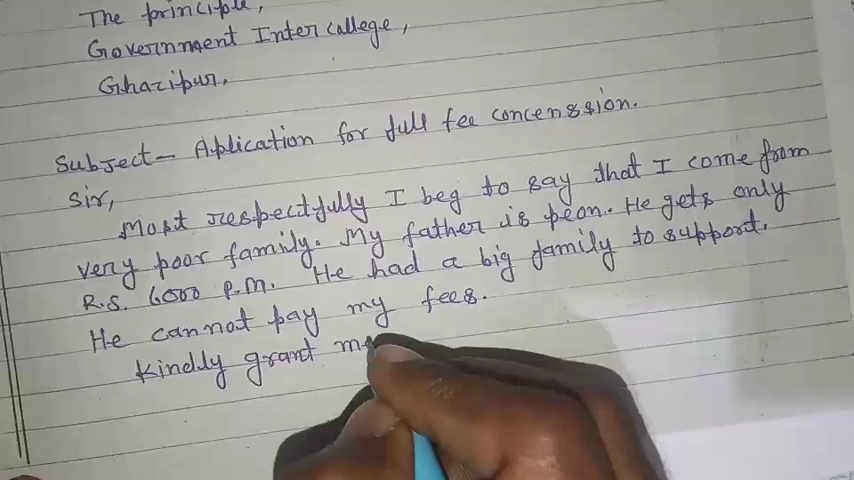 The principle,
Government Inter callege,
Ghazipur.
Subject- Aplication for full fee concenssion.
Sir,
Most respectfully I beg to say that I come from
very poor family. My father is peon. He gets only
R.S. 6000 P.M. He had a big family to support.
He cannot pay my fees.
Kindly grant